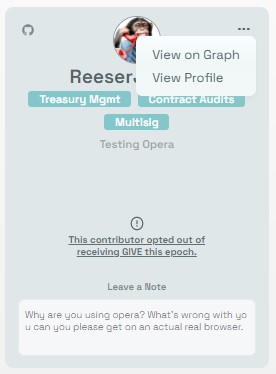 View on Graph
View Profile
Treasury Mgmt
Contract Audits
Multisig
Testing Opera
This contributor opted out of
receiving GIVE this epoch.
Leave a Note
Why are you using opera? What's wrong with yo
u can you please get on an actual real browser.